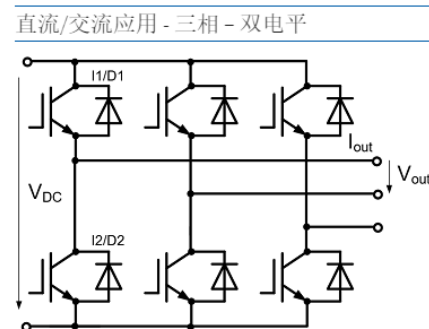 直流/交流应用 - 三相 – 双电平
I1/D1
Iout
Vout
VDC
I2/D2